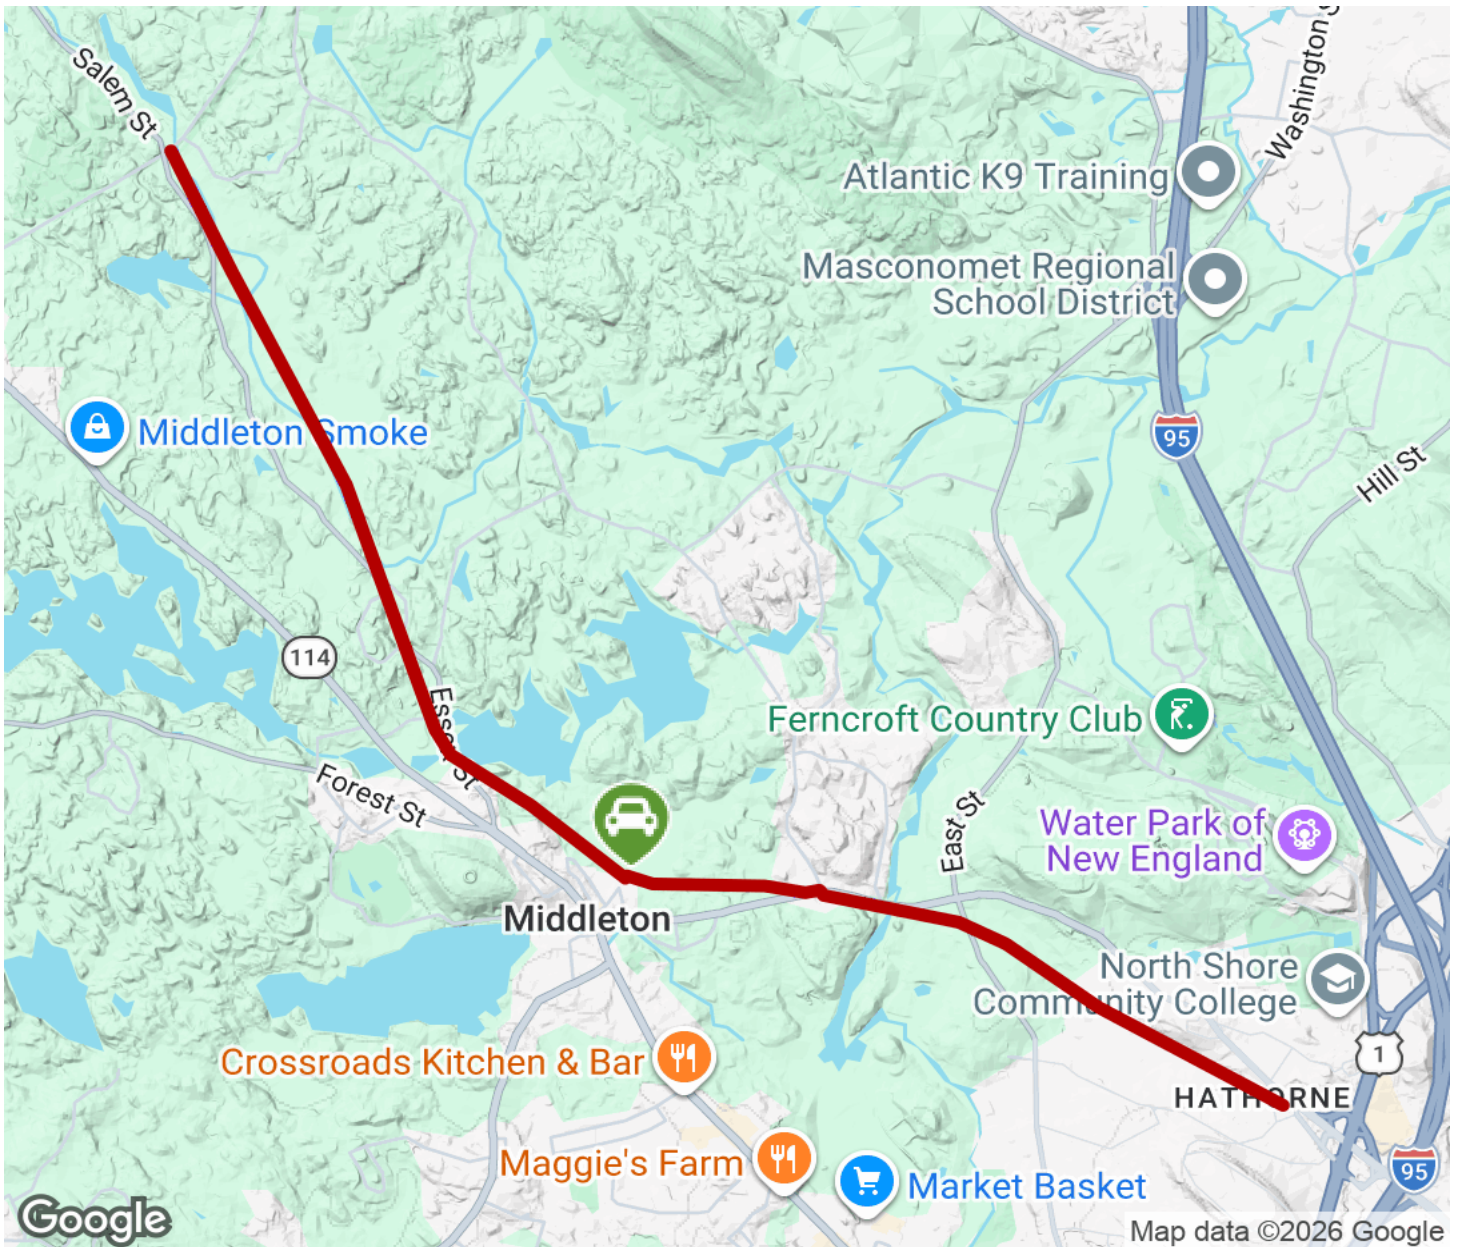 Salem St
Washington S
Atlantic K9 Training
Masconomet Regional
School District
95
Middleton Smoke
Hill St
114
Essex St
Ferncroft Country Club
Forest St
East St
Water Park of
New England
Middleton
North Shore
Community College
1
Crossroads Kitchen & Bar
HATHORNE
Maggie's Farm
95
Market Basket
Google
Map data ©2026 Google